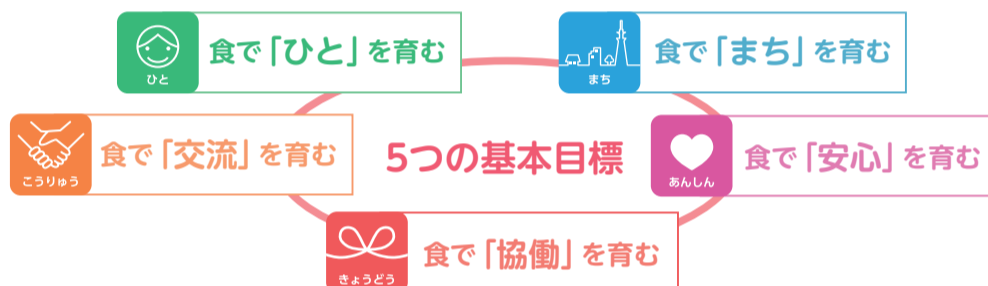 ひと
食で「ひと」を育む
まち
食で「まち」を育む
こうりゅう
食で「交流」を育む
5つの基本目標
あんしん
食で「安心」を育む
きょうどう
食で「協働」を育む